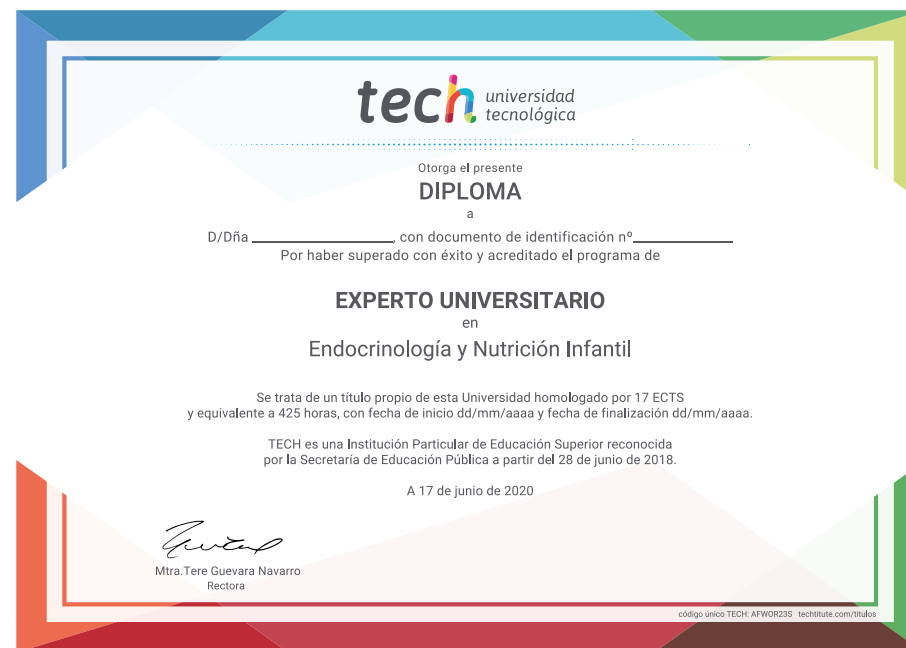 tech universidad
tecnológica
Otorga el presente
DIPLOMA
a
D/Dña ____________________, con documento de identificación nº______________
Por haber superado con éxito y acreditado el programa de
EXPERTO UNIVERSITARIO
en
Endocrinología y Nutrición Infantil
Se trata de un título propio de esta Universidad homologado por 17 ECTS
y equivalente a 425 horas, con fecha de inicio dd/mm/aaaa y fecha de finalización dd/mm/aaaa.
TECH es una Institución Particular de Educación Superior reconocida
por la Secretaría de Educación Pública a partir del 28 de junio de 2018.
A 17 de junio de 2020
Mtra.Tere Guevara Navarro
Rectora
código único TECH: AFWOR23S techtitute.com/titulos